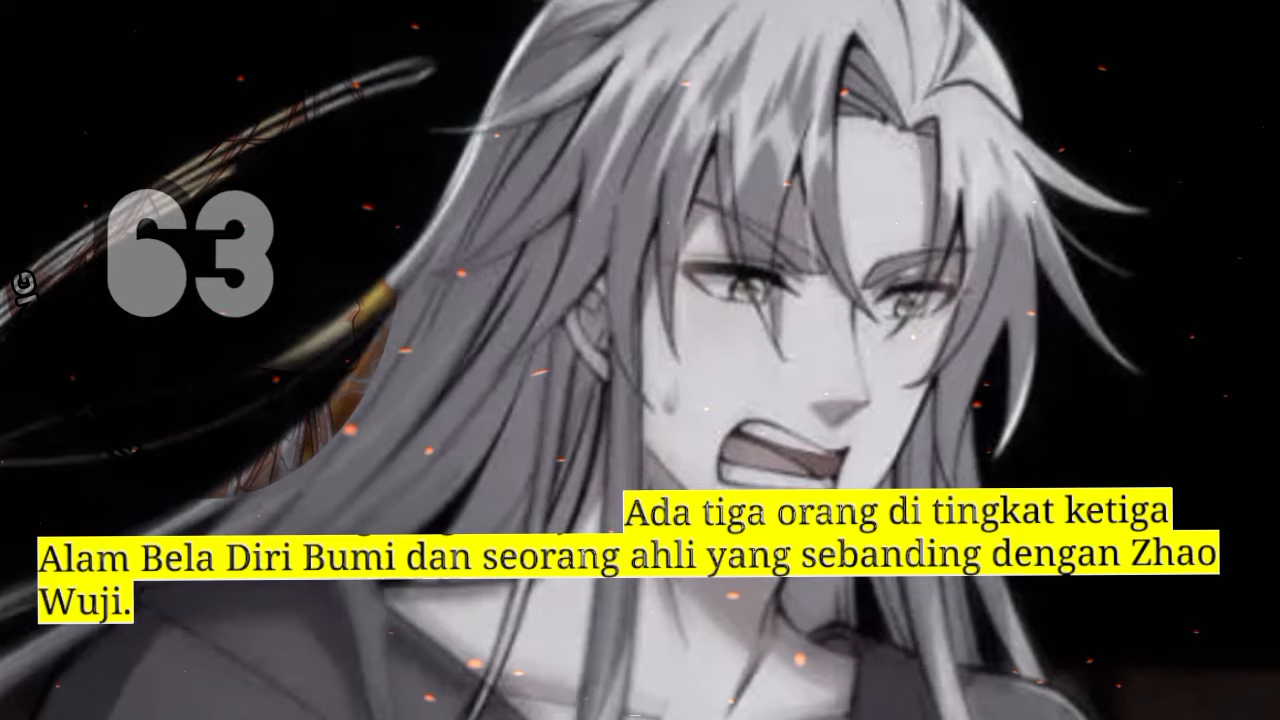 63
Ada tiga orang di tingkat ketiga
Alam Bela Diri Bumi dan seorang ahli yang sebanding dengan Zhao
Wuji.